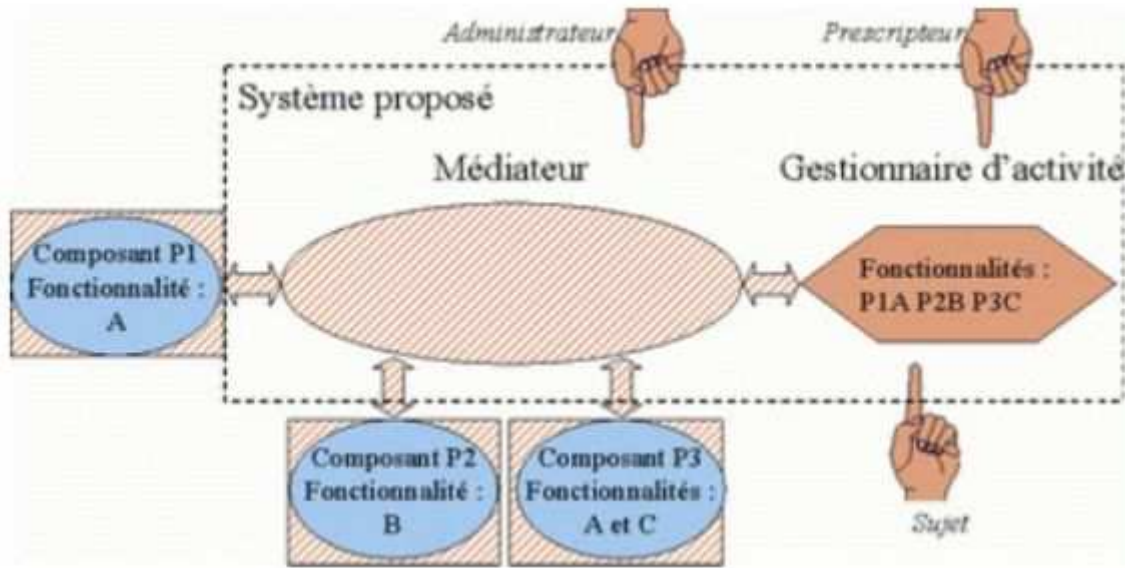 Administrateur
Prescripteur
Système proposé
Médiateur
Gestionnaire d'activité
Composant P1
Fonctionnalité :
A
Fonctionnalités :
P1A P2B P3C
Composant P2
Fonctionnalité :
B
Composant P3
Fonctionnalités :
A et C
Sujet